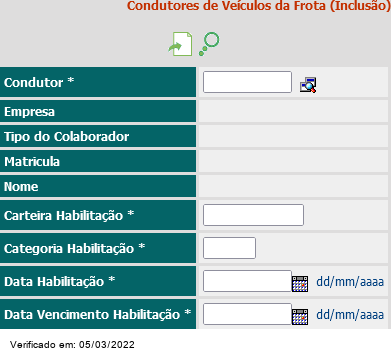 Condutores de Veículos da Frota (Inclusão)
Condutor *
Empresa
Tipo do Colaborador
Matricula
Nome
Carteira Habilitação *
Categoria Habilitação *
Data Habilitação * dd/mm/aaaa
Data Vencimento Habilitação * dd/mm/aaaa
Verificado em: 05/03/2022